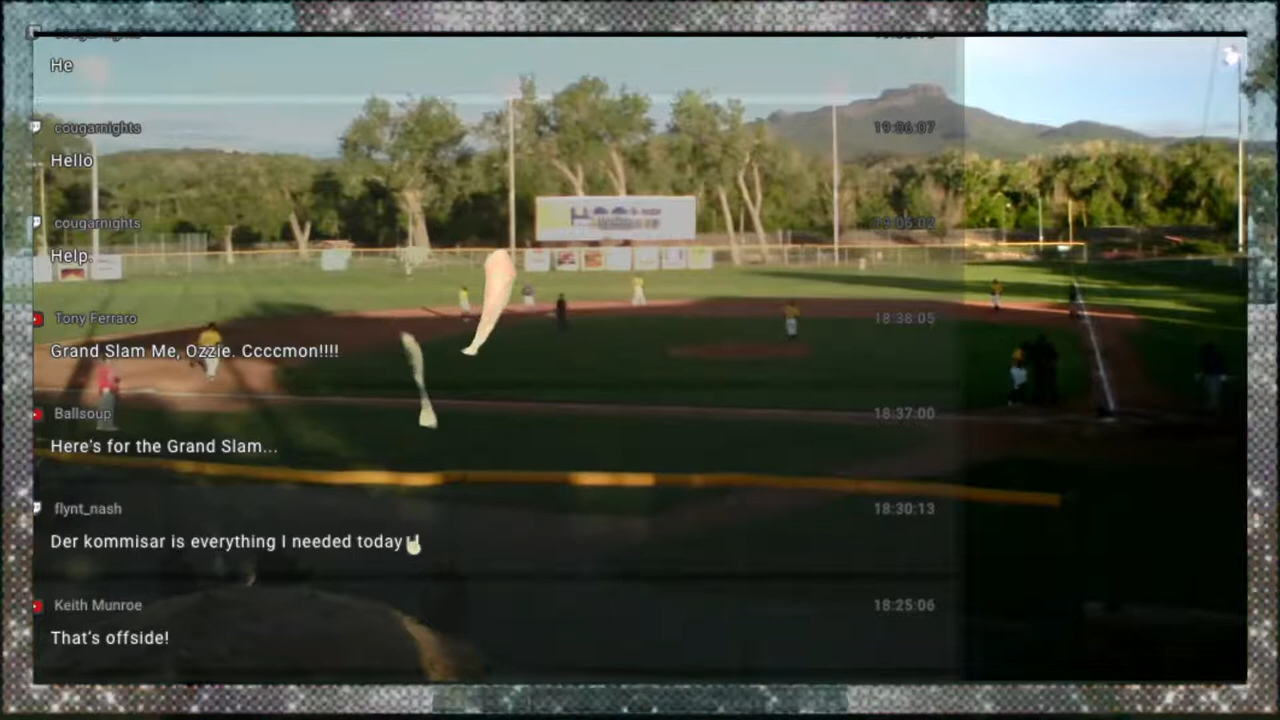 He
cougarnights 19:06:07
Hello
cougarnights 19:06:02
Help.
Tony Ferraro 18:38:05
Grand Slam Me, Ozzie. Ccccmon!!!!
Ballsoup 18:37:00
Here's for the Grand Slam...
flynt_nash 18:30:13
Der kommisar is everything I needed today
Keith Munroe 18:25:06
That's offside!